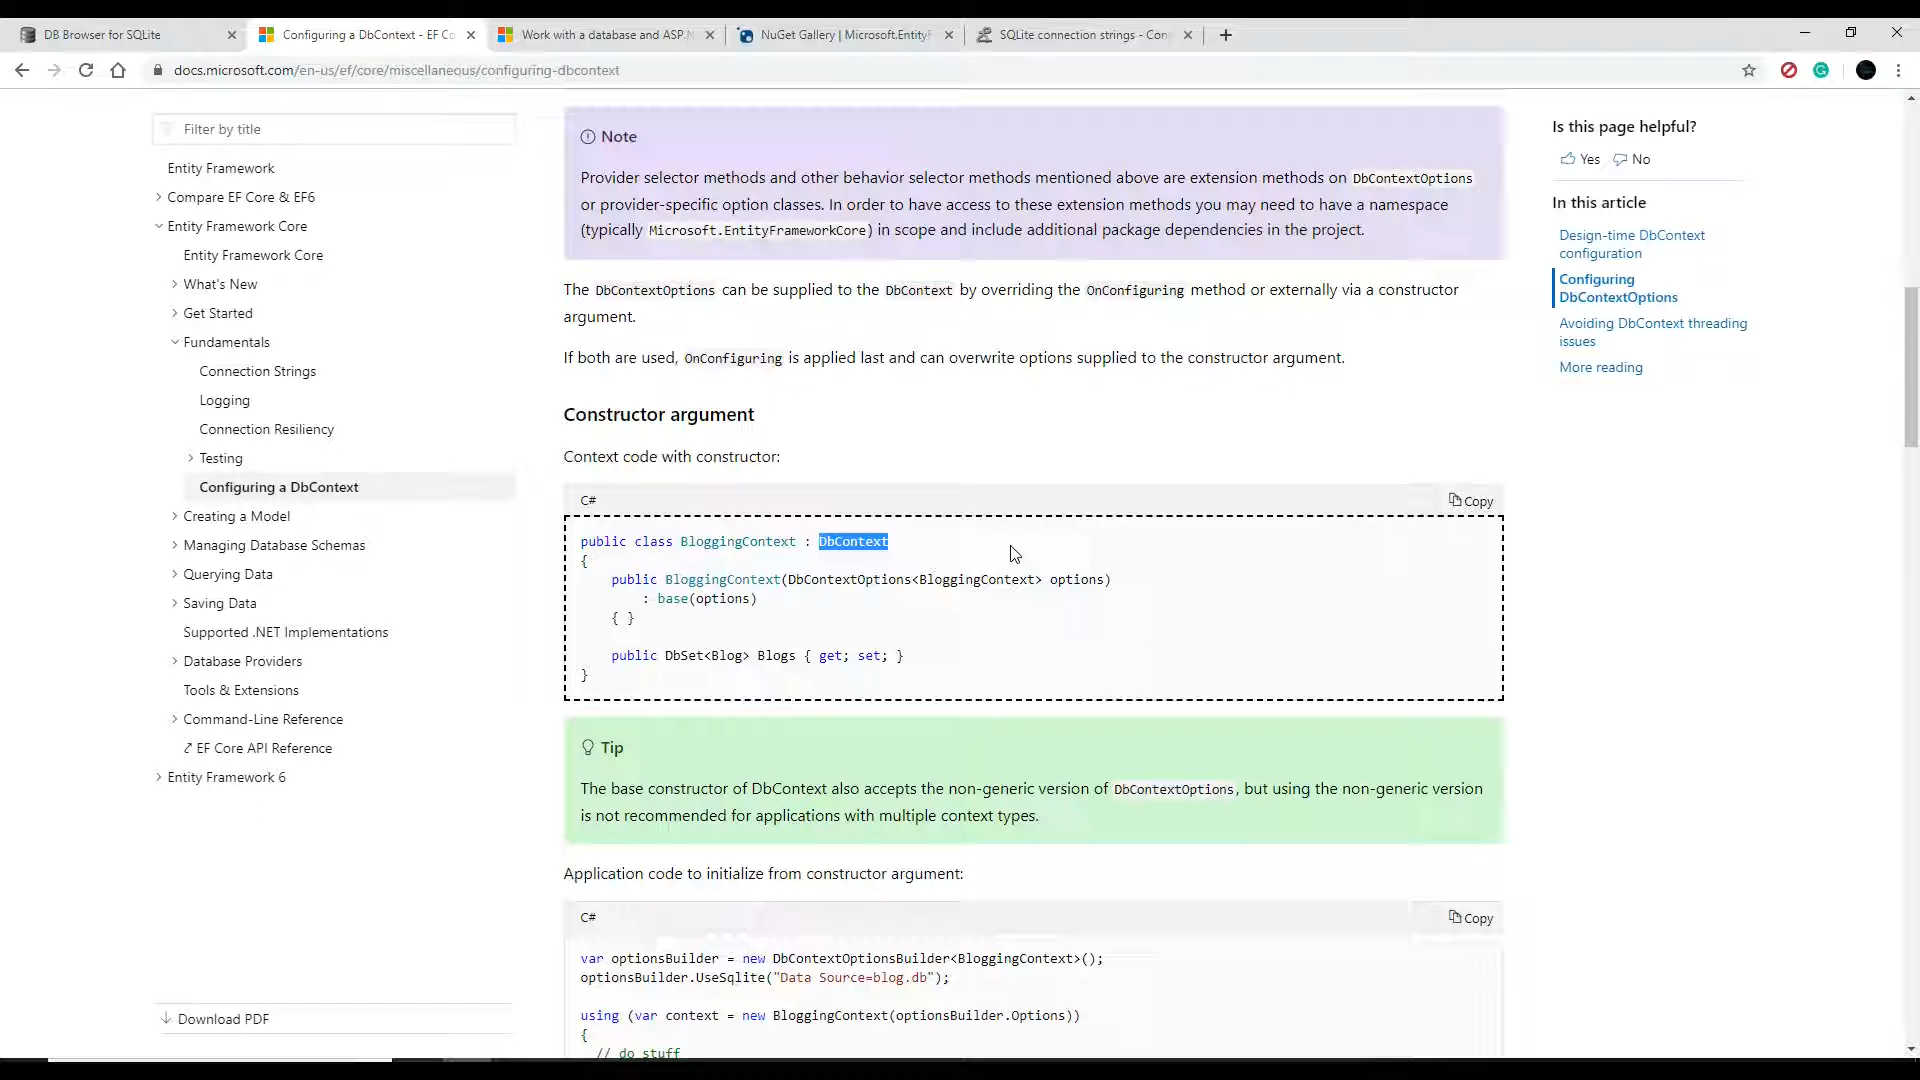 DB Browser for SQLite
Configuring a DbContext - EF Co
Work with a database and ASP.N
NuGet Gallery | Microsoft.EntityF
SQLite connection strings - Con
docs.microsoft.com/en-us/ef/core/miscellaneous/configuring-dbcontext
Filter by title
Entity Framework
Compare EF Core & EF6
Entity Framework Core
Entity Framework Core
What's New
Get Started
Fundamentals
Connection Strings
Logging
Connection Resiliency
Testing
Configuring a DbContext
Creating a Model
Managing Database Schemas
Querying Data
Saving Data
Supported .NET Implementations
Database Providers
Tools & Extensions
Command-Line Reference
EF Core API Reference
Entity Framework 6
Download PDF
Note
Provider selector methods and other behavior selector methods mentioned above are extension methods on DbContextOptions
or provider-specific option classes. In order to have access to these extension methods you may need to have a namespace
(typically Microsoft.EntityFrameworkCore) in scope and include additional package dependencies in the project.
The DbContextOptions can be supplied to the DbContext by overriding the OnConfiguring method or externally via a constructor
argument.
If both are used, OnConfiguring is applied last and can overwrite options supplied to the constructor argument.
Constructor argument
Context code with constructor:
C# Copy
public class BloggingContext : DbContext
{
public BloggingContext(DbContextOptions<BloggingContext> options)
: base(options)
{ }
public DbSet<Blog> Blogs { get; set; }
}
Tip
The base constructor of DbContext also accepts the non-generic version of DbContextOptions, but using the non-generic version
is not recommended for applications with multiple context types.
Application code to initialize from constructor argument:
C# Copy
var optionsBuilder = new DbContextOptionsBuilder<BloggingContext>();
optionsBuilder.UseSqlite("Data Source=blog.db");
using (var context = new BloggingContext(optionsBuilder.Options))
{
// do stuff
Is this page helpful?
Yes No
In this article
Design-time DbContext
configuration
Configuring
DbContextOptions
Avoiding DbContext threading
issues
More reading